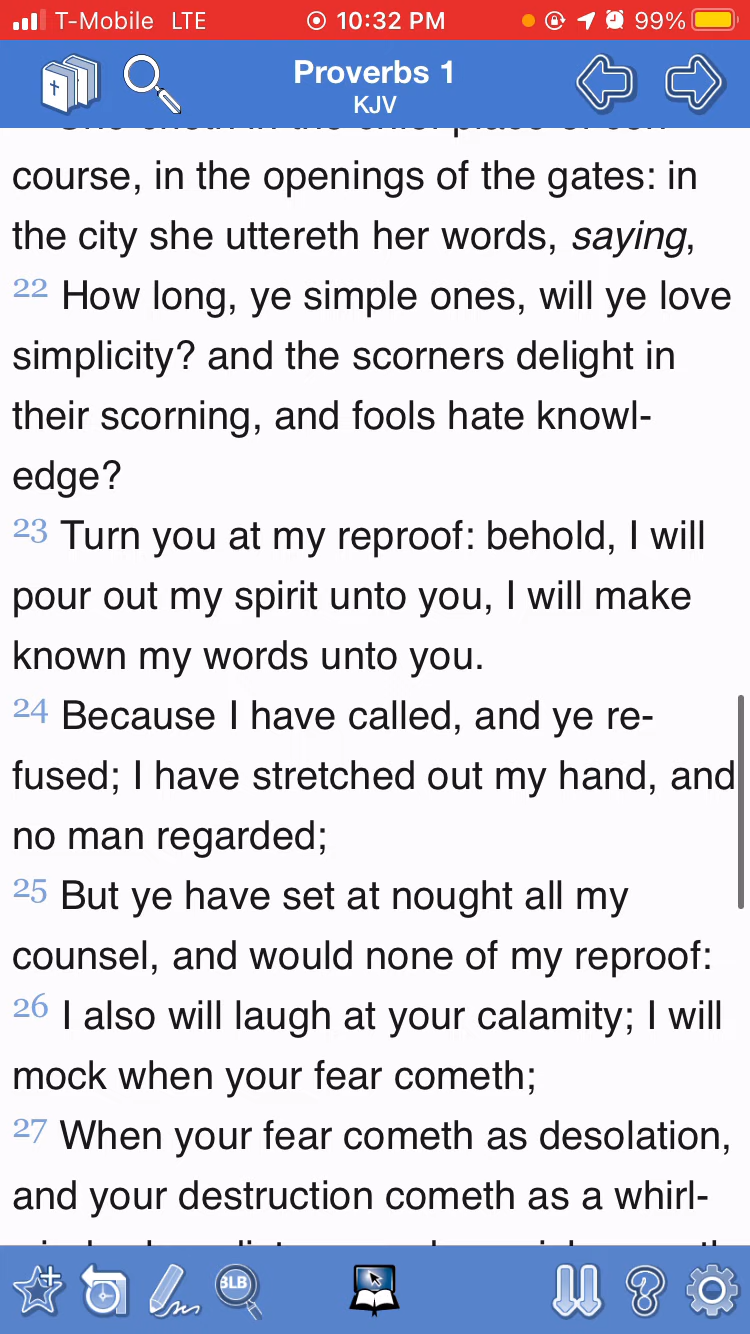 T-Mobile LTE 10:32 PM 99%
Proverbs 1
KJV
course, in the openings of the gates: in
the city she uttereth her words, saying,
22 How long, ye simple ones, will ye love
simplicity? and the scorners delight in
their scorning, and fools hate knowl-
edge?
23 Turn you at my reproof: behold, I will
pour out my spirit unto you, I will make
known my words unto you.
24 Because I have called, and ye re-
fused; I have stretched out my hand, and
no man regarded;
25 But ye have set at nought all my
counsel, and would none of my reproof:
26 I also will laugh at your calamity; I will
mock when your fear cometh;
27 When your fear cometh as desolation,
and your destruction cometh as a whirl-
BLB